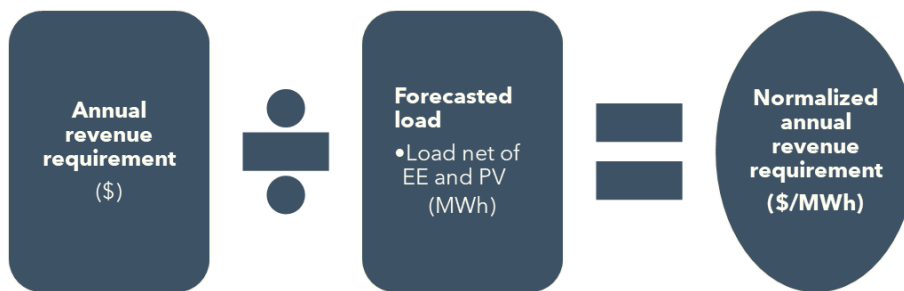 Annual
revenue
requirement
($)
Forecasted
load
•Load net of
EE and PV
(MWh)
Normalized
annual
revenue
requirement
($/MWh)